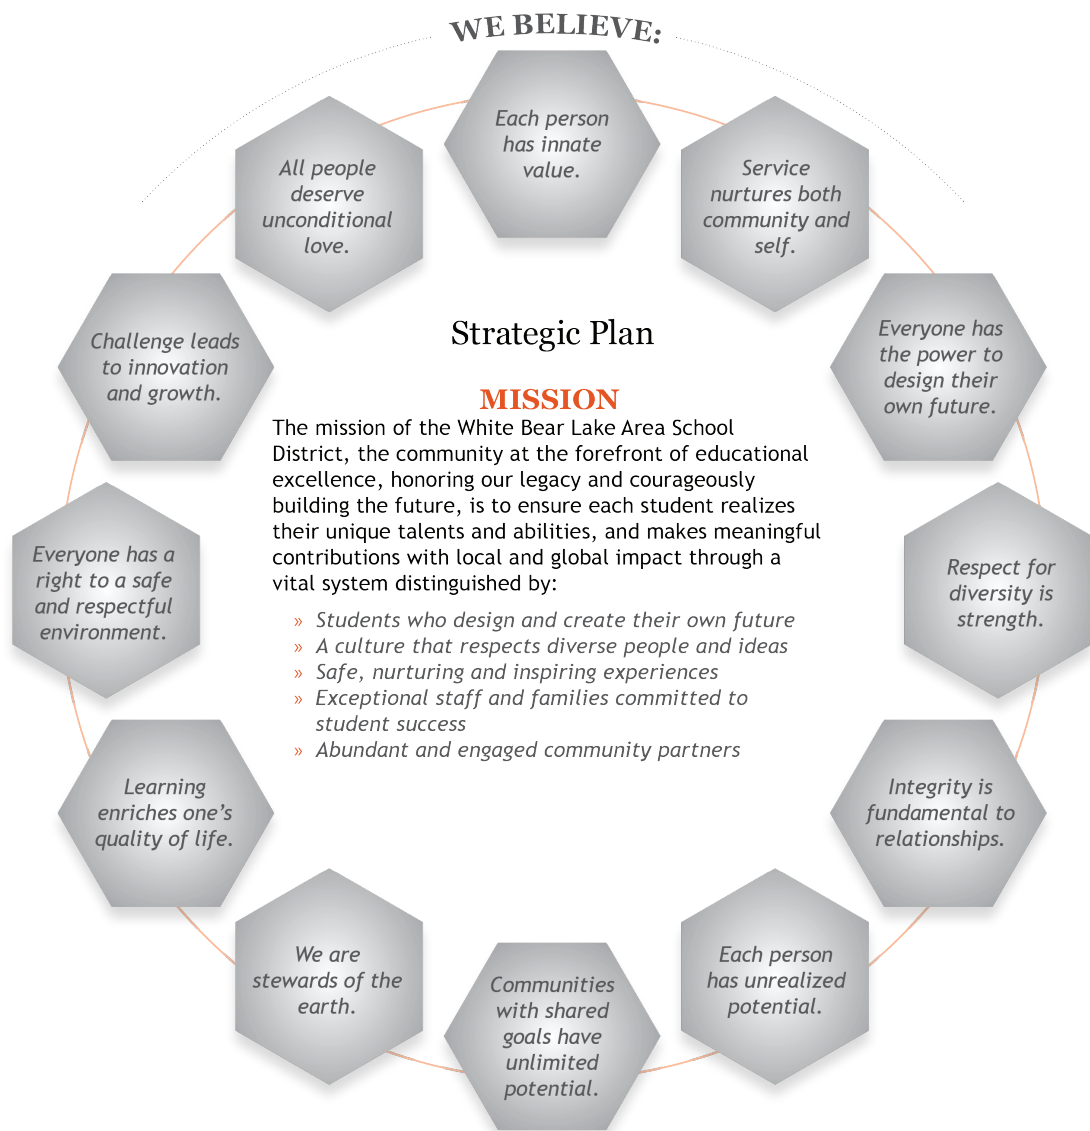 WE BELIEVE:
Each person
has innate
value.
Service
nurtures both
community and
self.
Everyone has
the power to
design their
own future.
Respect for
diversity is
strength.
Integrity is
fundamental to
relationships.
Each person
has unrealized
potential.
Communities
with shared
goals have
unlimited
potential.
We are
stewards of the
earth.
Learning
enriches one’s
quality of life.
Everyone has a
right to a safe
and respectful
environment.
Challenge leads
to innovation
and growth.
All people
deserve
unconditional
love.
Strategic Plan
MISSION
The mission of the White Bear Lake Area School
District, the community at the forefront of educational
excellence, honoring our legacy and courageously
building the future, is to ensure each student realizes
their unique talents and abilities, and makes meaningful
contributions with local and global impact through a
vital system distinguished by:
» Students who design and create their own future
» A culture that respects diverse people and ideas
» Safe, nurturing and inspiring experiences
» Exceptional staff and families committed to
student success
» Abundant and engaged community partners